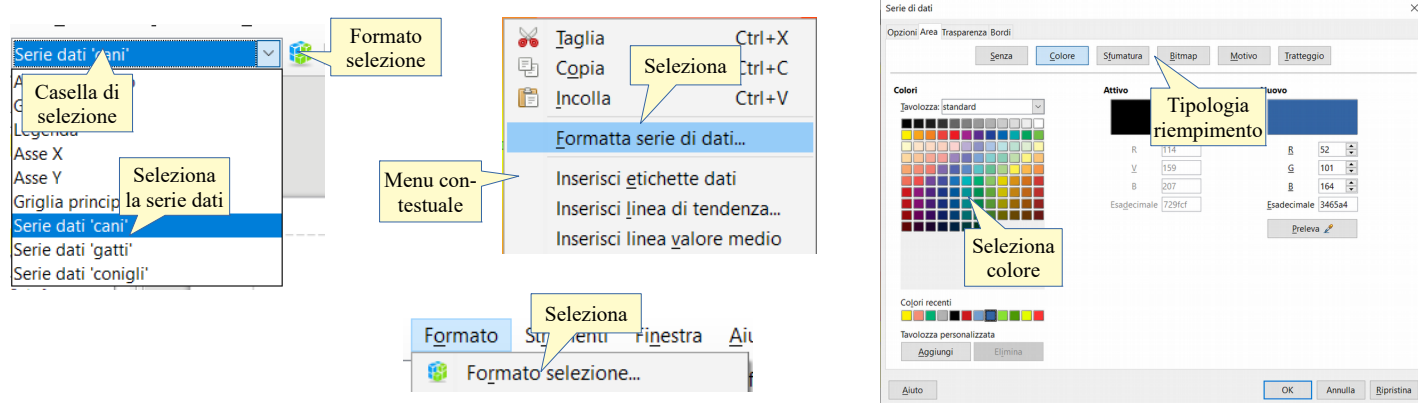 Serie dati 'cani'
Formato
selezione
Casella di
selezione
Legenda
Asse X
Asse Y
Griglia princip
Seleziona
la serie dati
Serie dati 'cani'
Serie dati 'gatti'
Serie dati 'conigli'
Taglia Ctrl+X
Copia Ctrl+C
Incolla Ctrl+V
Seleziona
Formatta serie di dati...
Menu con-
testuale
Inserisci etichette dati
Inserisci linea di tendenza...
Inserisci linea valore medio
Seleziona
Formato Strumenti Finestra
Formato selezione...
Serie di dati
Opzioni Area Trasparenza Bordi
Senza Colore Sfumatura Bitmap Motivo Tratteggio
Colori
Tavolozza: standard
Attivo Nuovo
Tipologia
riempimento
R 114 R 52
V 159 G 101
B 207 B 164
Esadecimale 729fcf Esadecimale 3465a4
Preleva
Seleziona
colore
Colori recenti
Tavolozza personalizzata
Aggiungi Elimina
Aiuto OK Annulla Ripristina